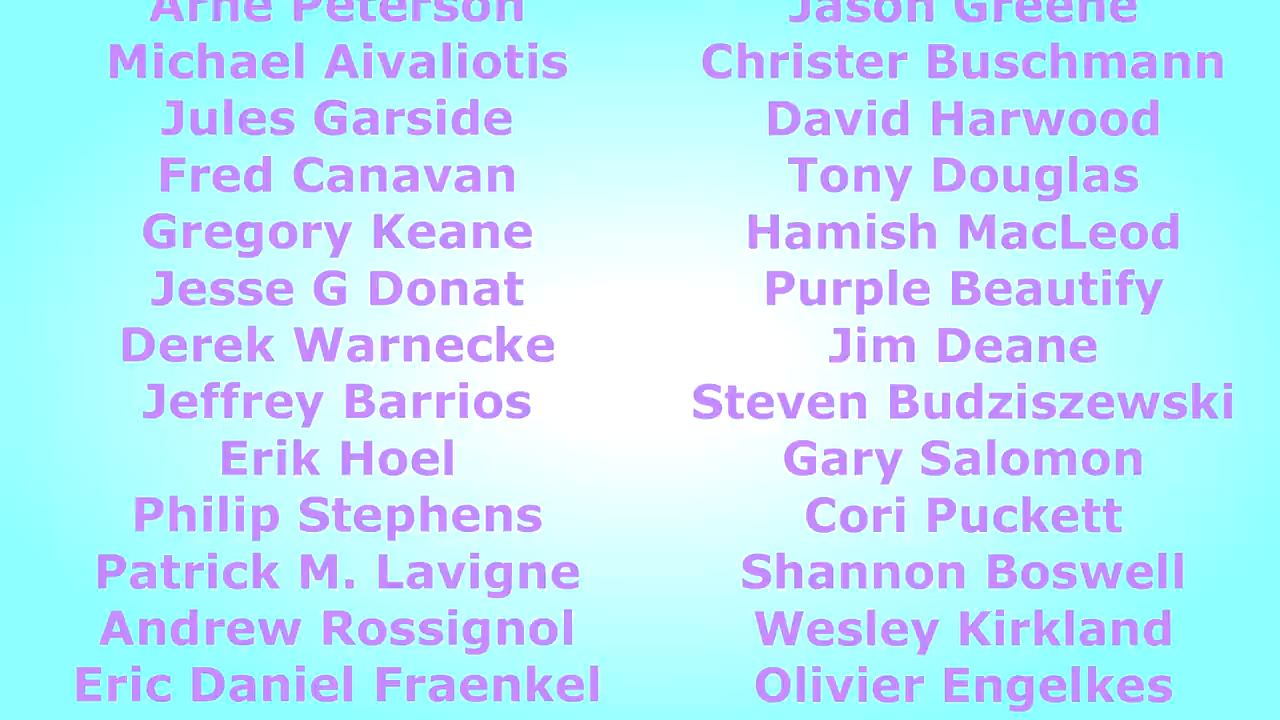 Arne Peterson
Michael Aivaliotis
Jules Garside
Fred Canavan
Gregory Keane
Jesse G Donat
Derek Warnecke
Jeffrey Barrios
Erik Hoel
Philip Stephens
Patrick M. Lavigne
Andrew Rossignol
Eric Daniel Fraenkel
Jason Greene
Christer Buschmann
David Harwood
Tony Douglas
Hamish MacLeod
Purple Beautify
Jim Deane
Steven Budziszewski
Gary Salomon
Cori Puckett
Shannon Boswell
Wesley Kirkland
Olivier Engelkes